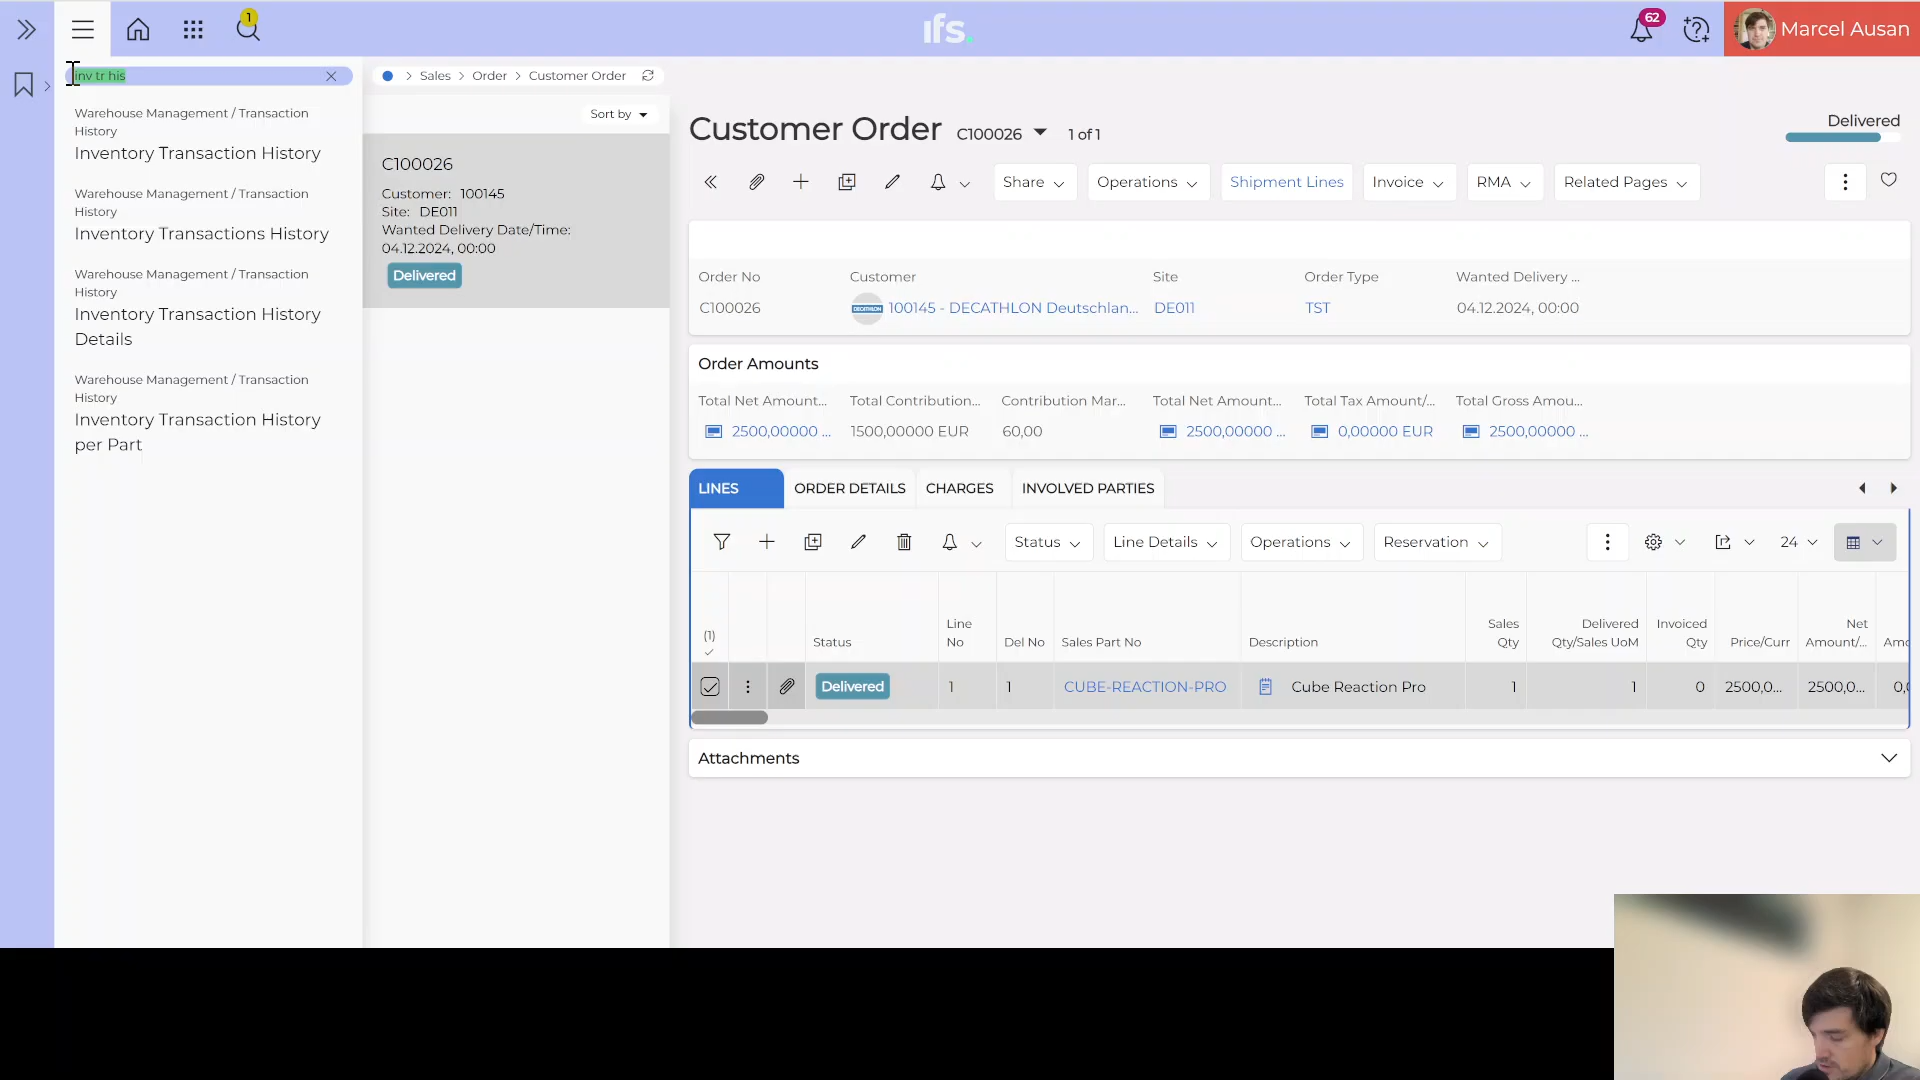 1
ifs.
62
Marcel Ausan
inv tr his
Warehouse Management / Transaction
History
Inventory Transaction History
Warehouse Management / Transaction
History
Inventory Transactions History
Warehouse Management / Transaction
History
Inventory Transaction History
Details
Warehouse Management / Transaction
History
Inventory Transaction History
per Part
Sales Order Customer Order
Sort by
C100026
Customer: 100145
Site: DE011
Wanted Delivery Date/Time:
04.12.2024, 00:00
Delivered
Customer Order C100026 1 of 1
Delivered
Share Operations Shipment Lines Invoice RMA Related Pages
Order No Customer Site Order Type Wanted Delivery ...
C100026 DECATHLON 100145 - DECATHLON Deutschlan... DE011 TST 04.12.2024, 00:00
Order Amounts
Total Net Amount... Total Contribution... Contribution Mar... Total Net Amount... Total Tax Amount/... Total Gross Amou...
2500,00000 ... 1500,00000 EUR 60,00 2500,00000 ... 0,00000 EUR 2500,00000 ...
LINES ORDER DETAILS CHARGES INVOLVED PARTIES
Status Line Details Operations Reservation 24
(1) Status Line No Del No Sales Part No Description Sales Qty Delivered Qty/Sales UoM Invoiced Qty Price/Curr Net Amount/... Amo
Delivered 1 1 CUBE-REACTION-PRO Cube Reaction Pro 1 1 0 2500,0... 2500,0... 0,0
Attachments